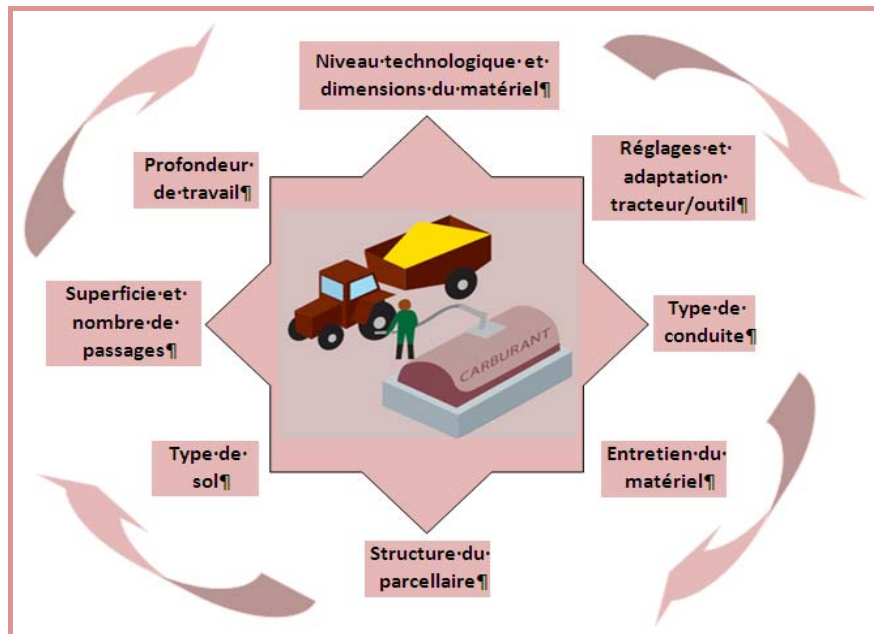 Niveau·technologique·et·
dimensions·du·matériel¶
Réglages·et·
adaptation·
tracteur/outil¶
Type·de·
conduite¶
Entretien·du·
matériel¶
Structure·du·
parcellaire¶
Type·de·
sol¶
Superficie·et·
nombre·de·
passages¶
Profondeur·
de·travail¶
CARBURANT